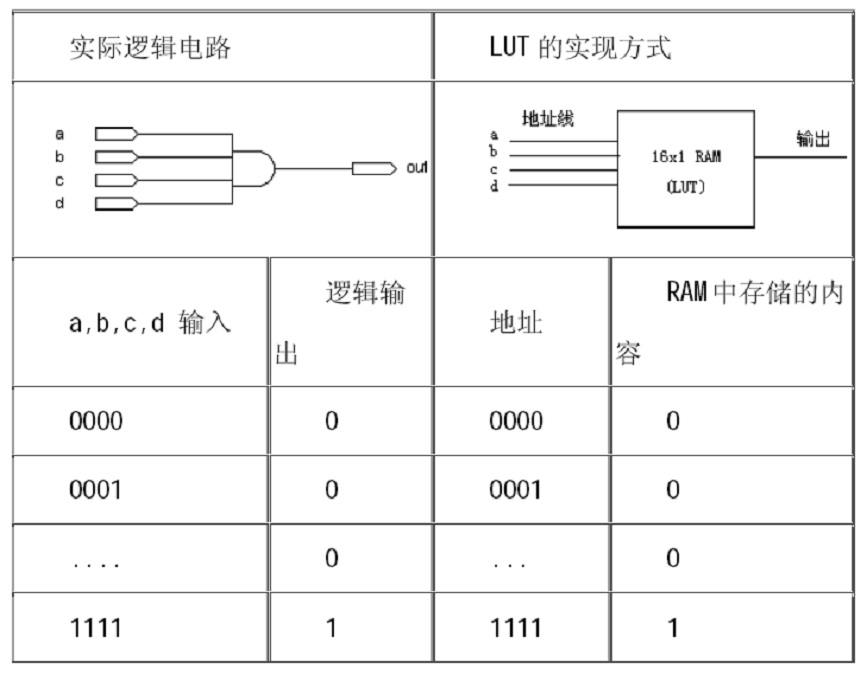 实际逻辑电路
LUT 的实现方式
a
b
c
d
out
地址线
a
b
c
d
16x1 RAM
(LUT)
输出
a,b,c,d 输入
逻辑输
出
地址
RAM 中存储的内
容
0000
0
0000
0
0001
0
0001
0
....
0
...
0
1111
1
1111
1